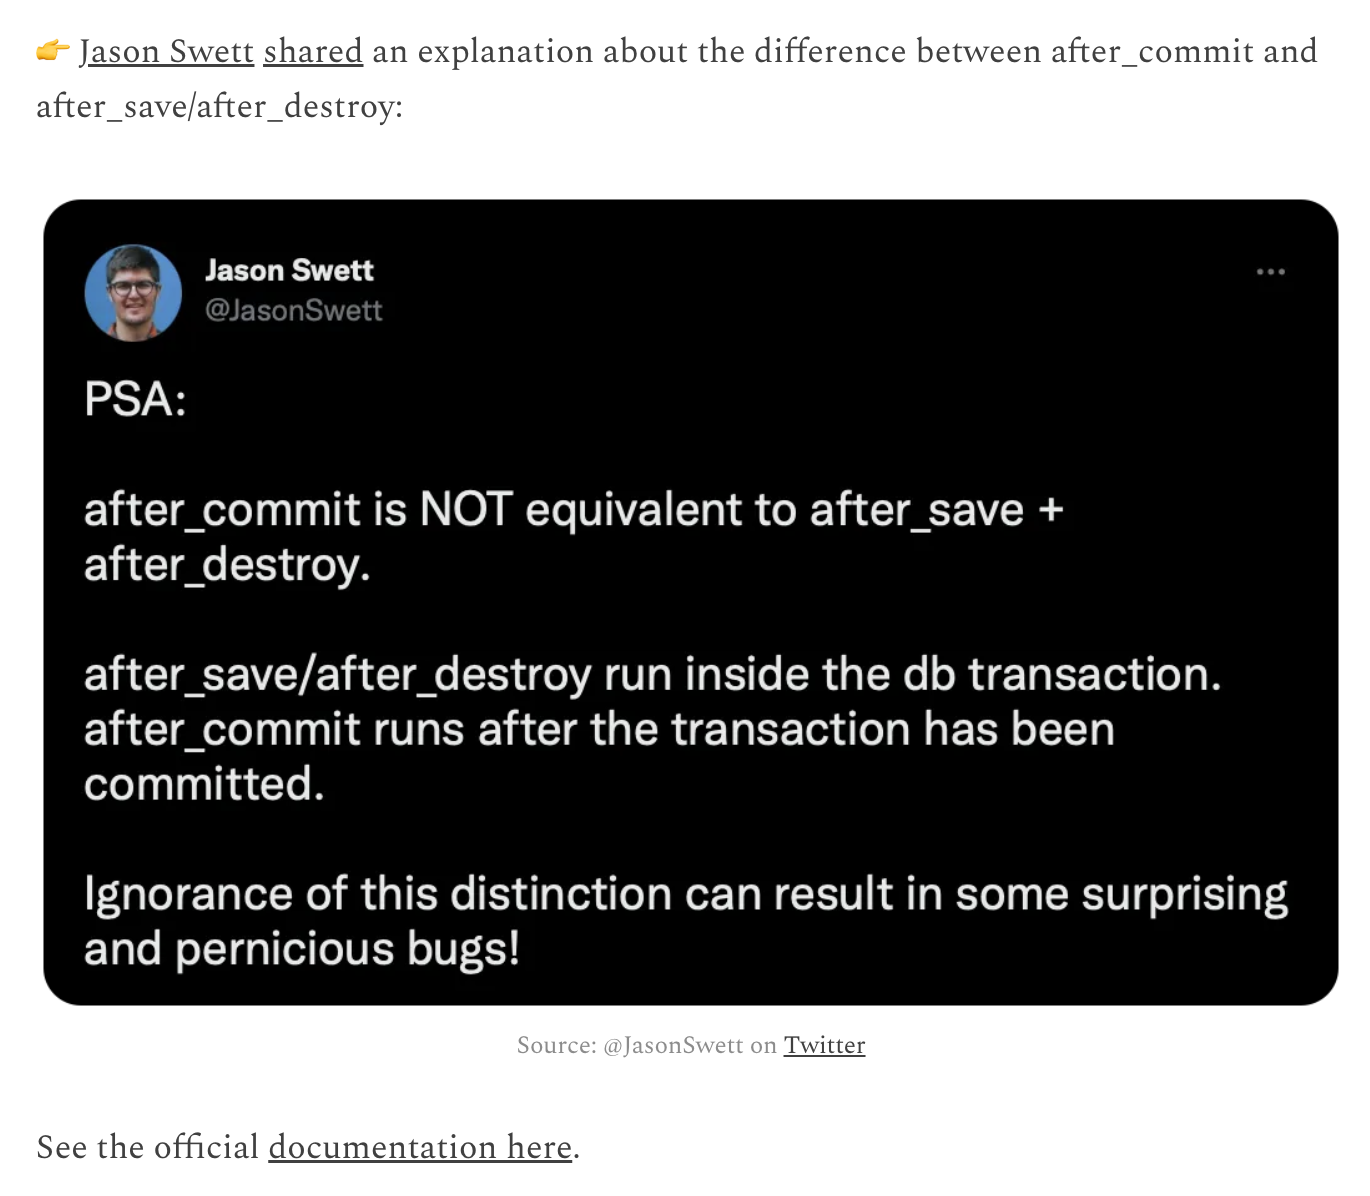 👉 Jason Swett shared an explanation about the difference between after_commit and
after_save/after_destroy:
Jason Swett
@JasonSwett
PSA:
after_commit is NOT equivalent to after_save +
after_destroy.
after_save/after_destroy run inside the db transaction.
after_commit runs after the transaction has been
committed.
Ignorance of this distinction can result in some surprising
and pernicious bugs!
Source: @JasonSwett on Twitter
See the official documentation here.